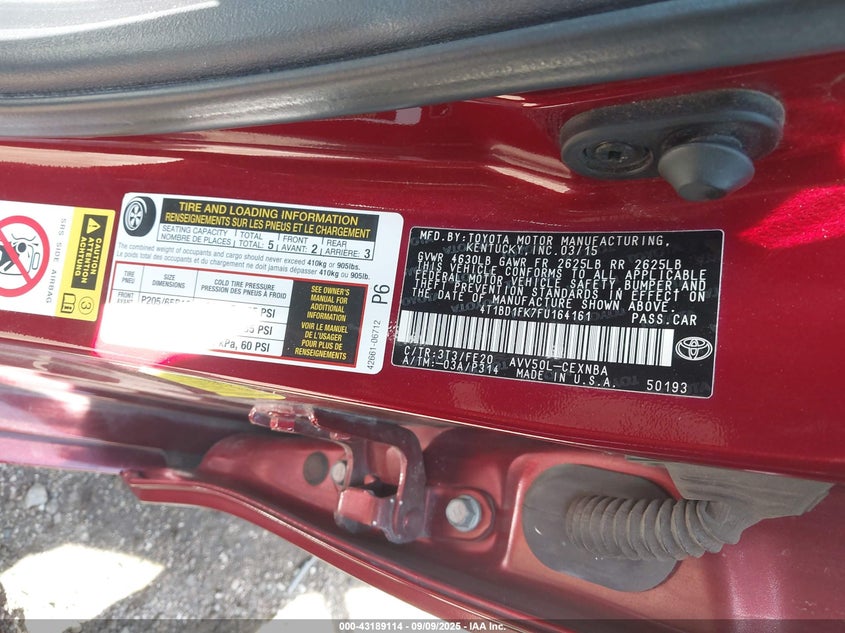 SRS SIDE AIRBAG
CAUTION
ATTENTION
TIRE AND LOADING INFORMATION
RENSEIGNEMENTS SUR LES PNEUS ET LE CHARGEMENT
SEATING CAPACITY TOTAL 5 FRONT 2 REAR 3
NOMBRE DE PLACES: TOTAL: AVANT: ARRIÈRE:
The combined weight of occupants and cargo should never exceed 410kg or 905lbs.
Le poids total des occupants et du chargement ne doit jamais dépasser 410kg or 905lb.
TIRE
PNEU
SIZE
DIMENSIONS
COLD TIRE PRESSURE
PRESSION DES PNEUS À FROID
FRONT
AVANT
kPa, 60 PSI
SEE OWNER'S
MANUAL FOR
ADDITIONAL
INFORMATION
VOIR LE MANUEL
DE L'USAGER
POUR PLUS DE
RENSEIGNEMENTS
P6
42661-06712
MFD.BY:TOYOTA MOTOR MANUFACTURING,
KENTUCKY, INC. 03/15
GVWR 4630LB GAWR FR 2625LB RR 2625LB
THIS VEHICLE CONFORMS TO ALL APPLICABLE
FEDERAL MOTOR VEHICLE SAFETY, BUMPER, AND
THEFT PREVENTION STANDARDS IN EFFECT ON
THE DATE OF MANUFACTURE SHOWN ABOVE.
4T1BD1FK7FU164161 PASS.CAR
C/TR:3T3/FE20 AVV50L-CEXNBA
A/TM:-03A/P314 MADE IN U.S.A. 50193
TOYOTA
000-43189114 - 09/09/2025 - IAA Inc.